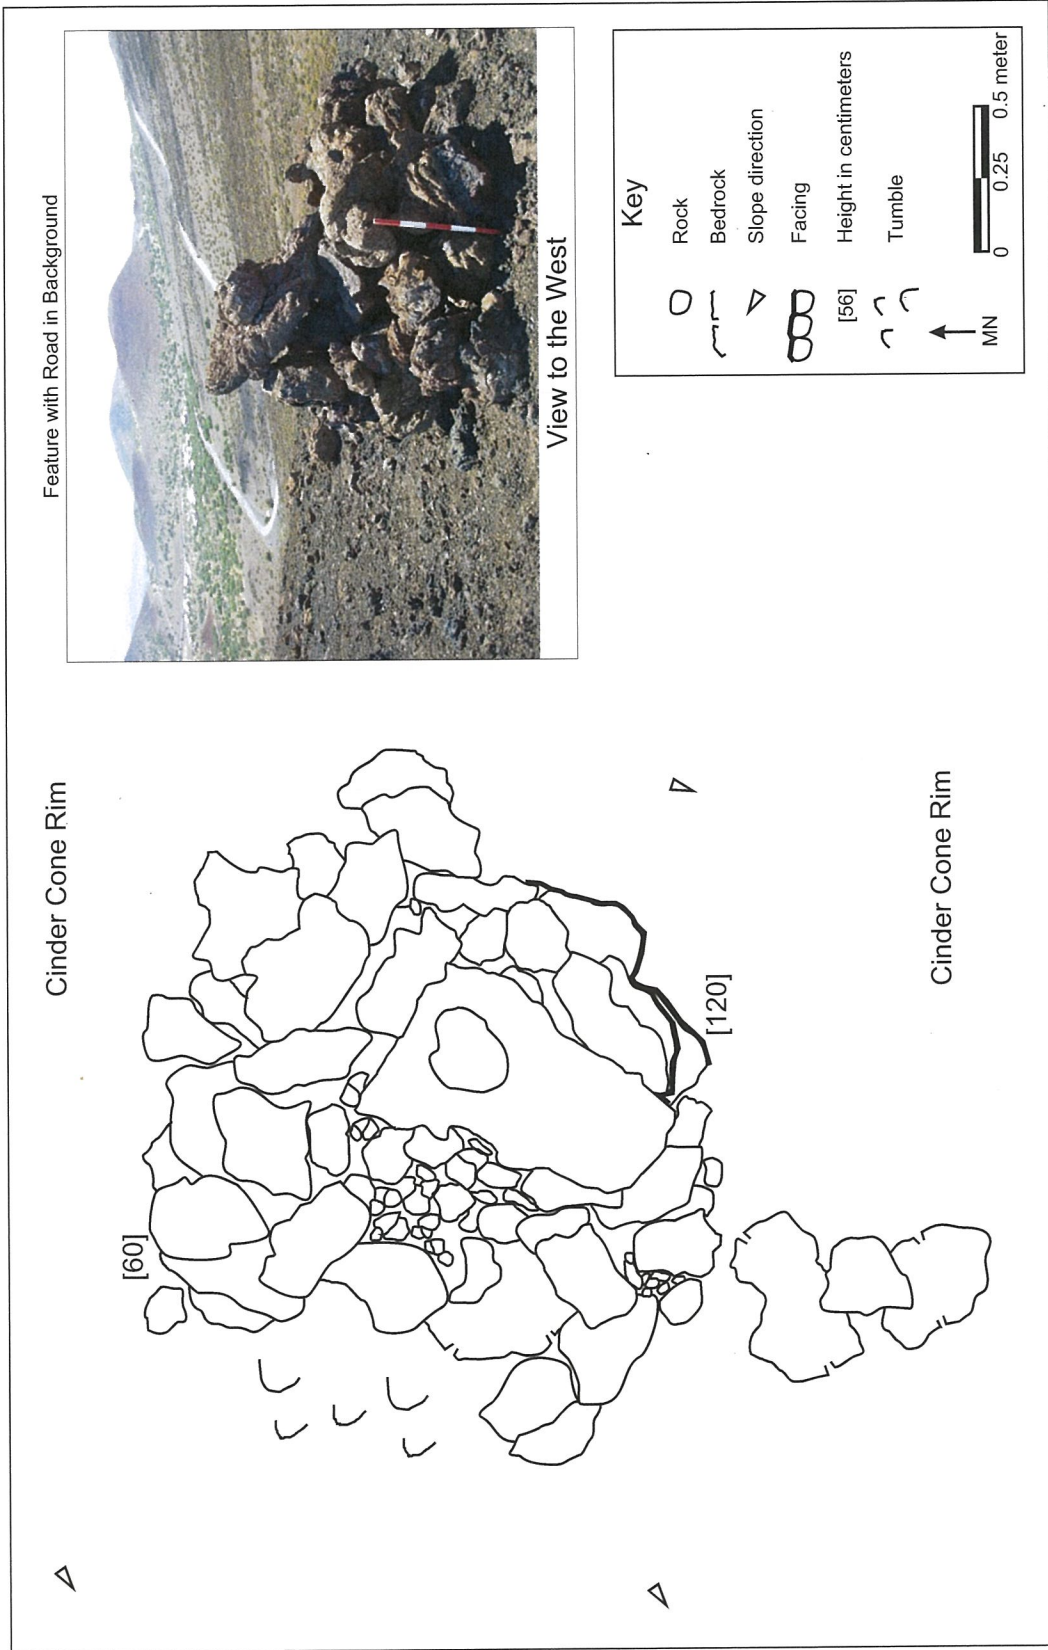 Feature with Road in Background
View to the West
Cinder Cone Rim
[60]
[120]
Cinder Cone Rim
Key
Rock
Bedrock
Slope direction
Facing
[56] Height in centimeters
Tumble
MN
0 0.25 0.5 meter